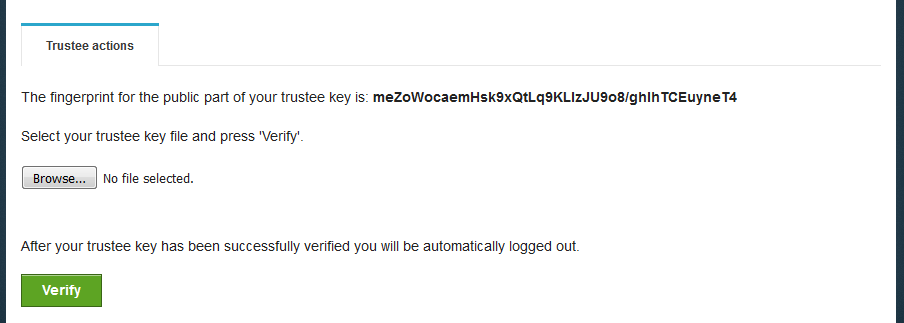 Trustee actions
The fingerprint for the public part of your trustee key is: meZoWocaemHsk9xQtLq9KLIzJU9o8/ghIhTCEuyneT4
Select your trustee key file and press 'Verify'.
Browse... No file selected.
After your trustee key has been successfully verified you will be automatically logged out.
Verify